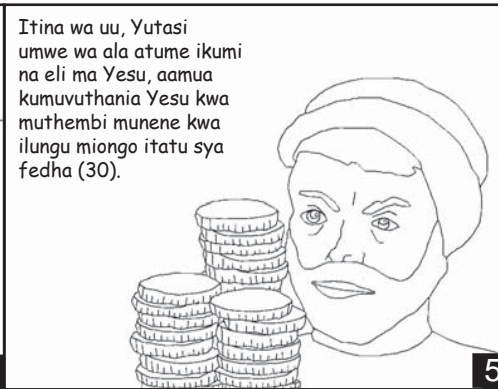 Itina wa uu, Yutasi
umwe wa ala atume ikumi
na eli ma Yesu, aamua
kumuvuthania Yesu kwa
muthembi munene kwa
ilungu miongo itatu sya
fedha (30).
5